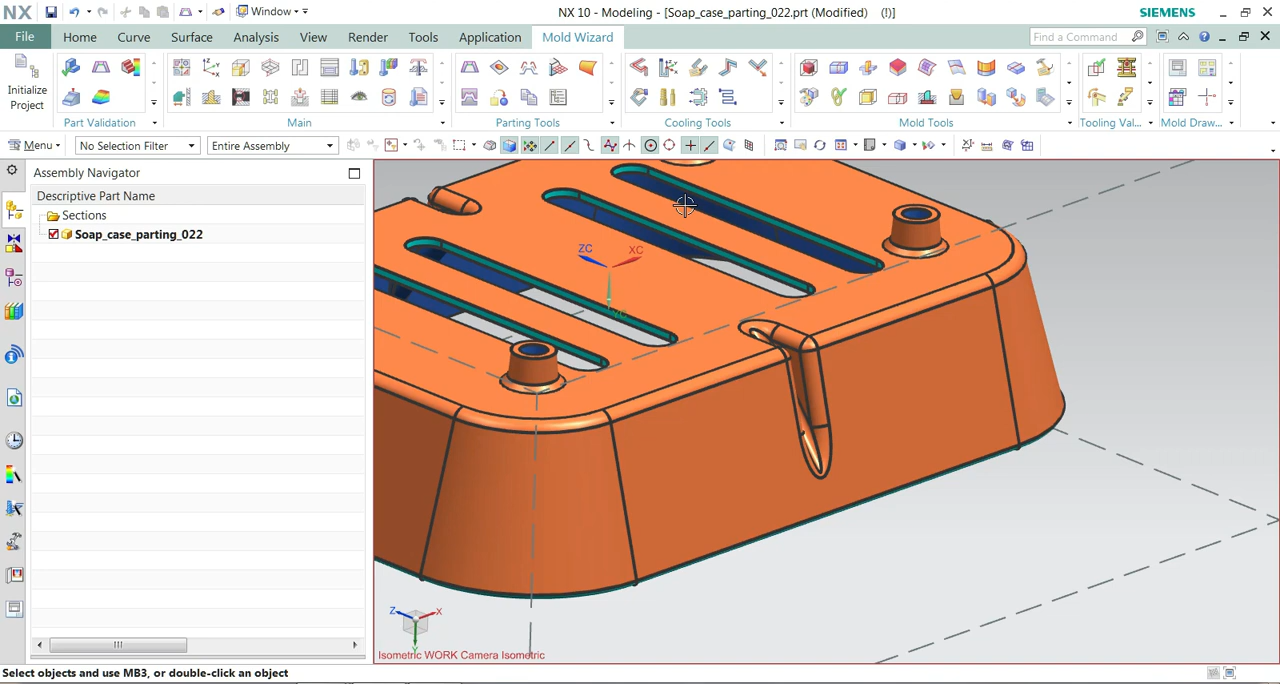 NX
Window
NX 10 - Modeling - [Soap_case_parting_022.prt (Modified) (!)]
SIEMENS
File
Home
Curve
Surface
Analysis
View
Render
Tools
Application
Mold Wizard
Find a Command
Initialize
Project
Part Validation
Main
Parting Tools
Cooling Tools
Mold Tools
Tooling Val...
Mold Draw...
Menu
No Selection Filter
Entire Assembly
Assembly Navigator
Descriptive Part Name
Sections
Soap_case_parting_022
ZC
XC
YC
Z
X
Y
Isometric WORK Camera Isometric
Select objects and use MB3, or double-click an object